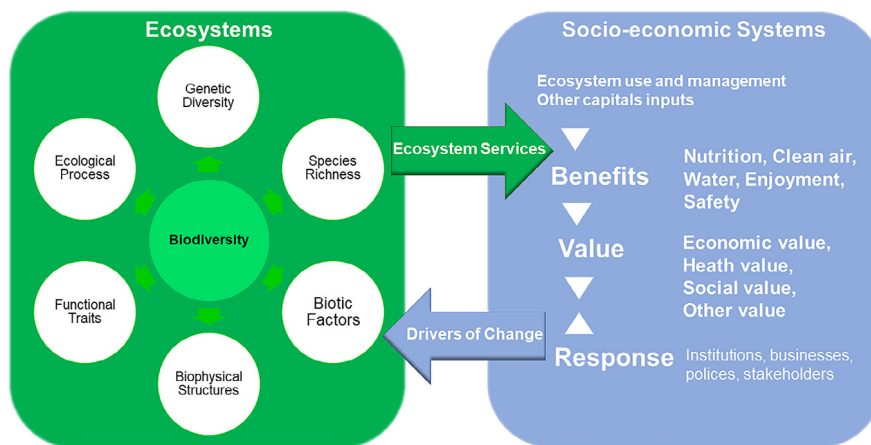 Ecosystems
Genetic
Diversity
Ecological
Process
Species
Richness
Biodiversity
Functional
Traits
Biotic
Factors
Biophysical
Structures
Ecosystem Services
Drivers of Change
Socio-economic Systems
Ecosystem use and management
Other capitals inputs
Benefits
Nutrition, Clean air,
Water, Enjoyment,
Safety
Value
Economic value,
Heath value,
Social value,
Other value
Response
Institutions, businesses,
polices, stakeholders